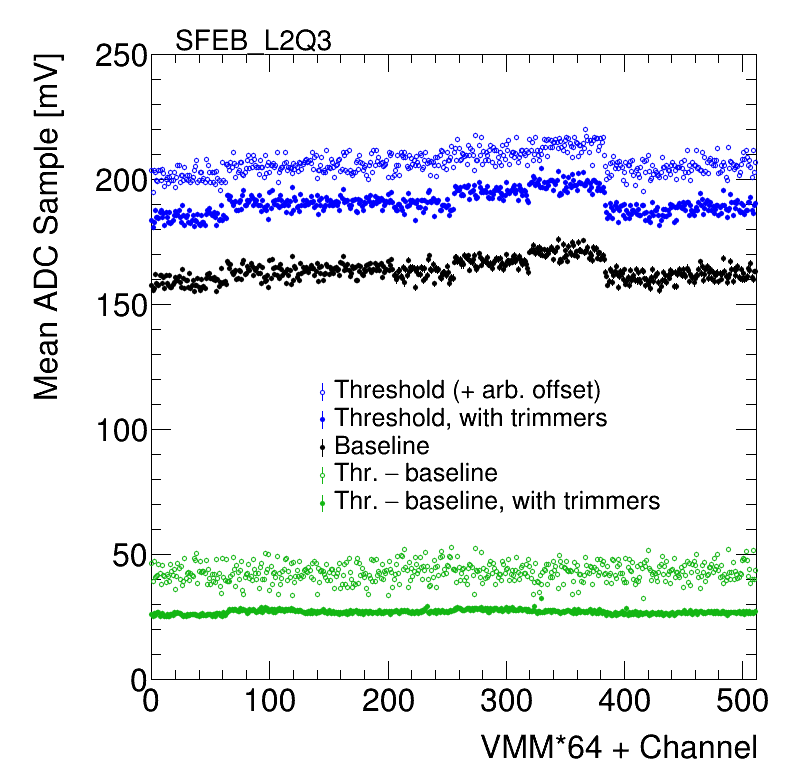 SFEB_L2Q3
250
200
150
100
50
0
Mean ADC Sample [mV]
Threshold (+ arb. offset)
Threshold, with trimmers
Baseline
Thr. − baseline
Thr. − baseline, with trimmers
0 100 200 300 400 500
VMM*64 + Channel